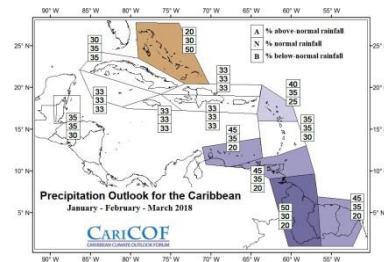 A % above-normal rainfall
N % normal rainfall
B % below-normal rainfall
25°N
20°N
15°N
10°N
5°N
30
35
35
20
30
50
33
33
33
33
33
33
33
33
33
33
33
33
40
35
25
35
35
30
35
35
30
45
35
20
50
30
20
45
35
20
Precipitation Outlook for the Caribbean
January - February - March 2018
CARICOF
CARIBBEAN CLIMATE OUTLOOK FORUM
90°W
85°W
80°W
75°W
70°W
65°W
60°W
55°W